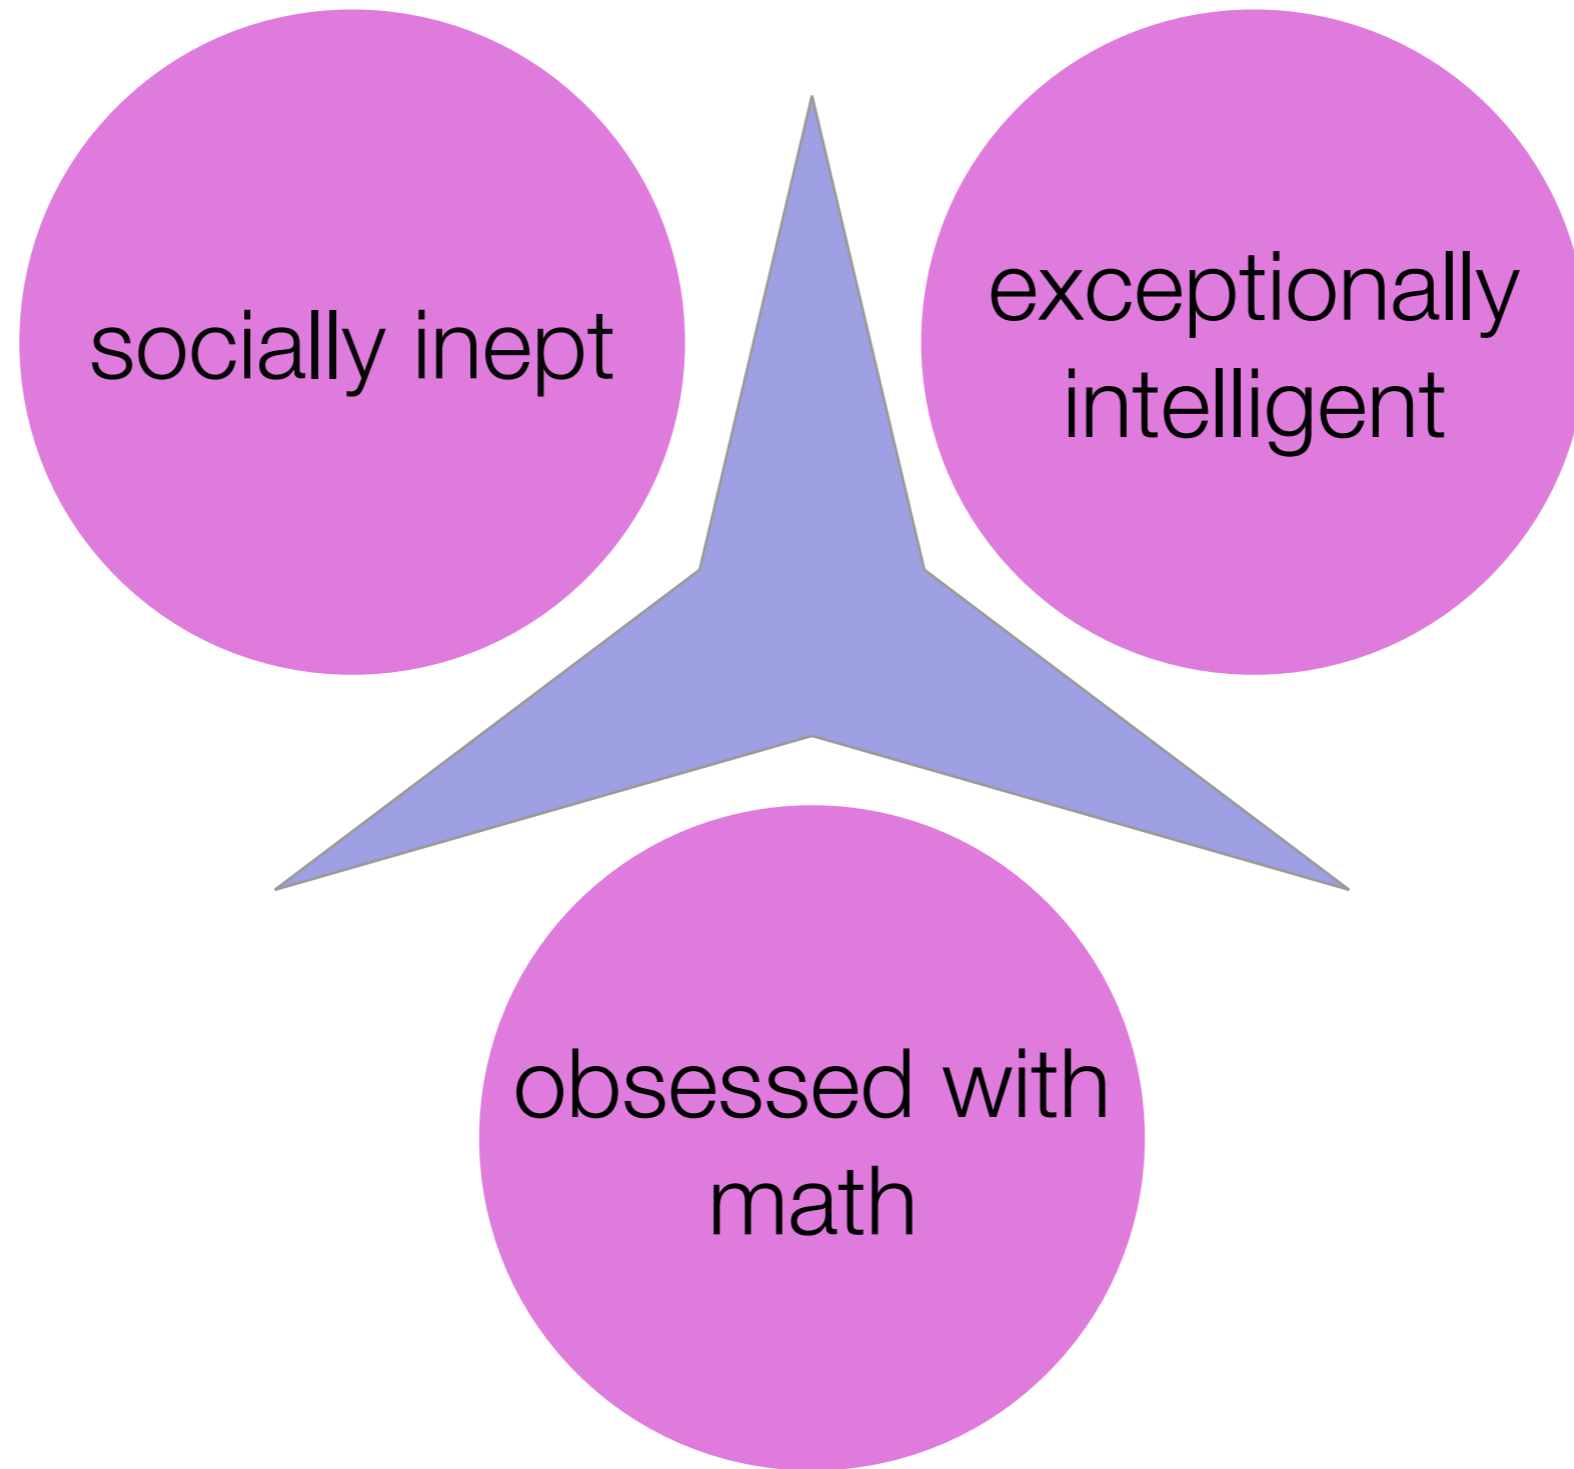 socially inept
exceptionally
intelligent
obsessed with
math